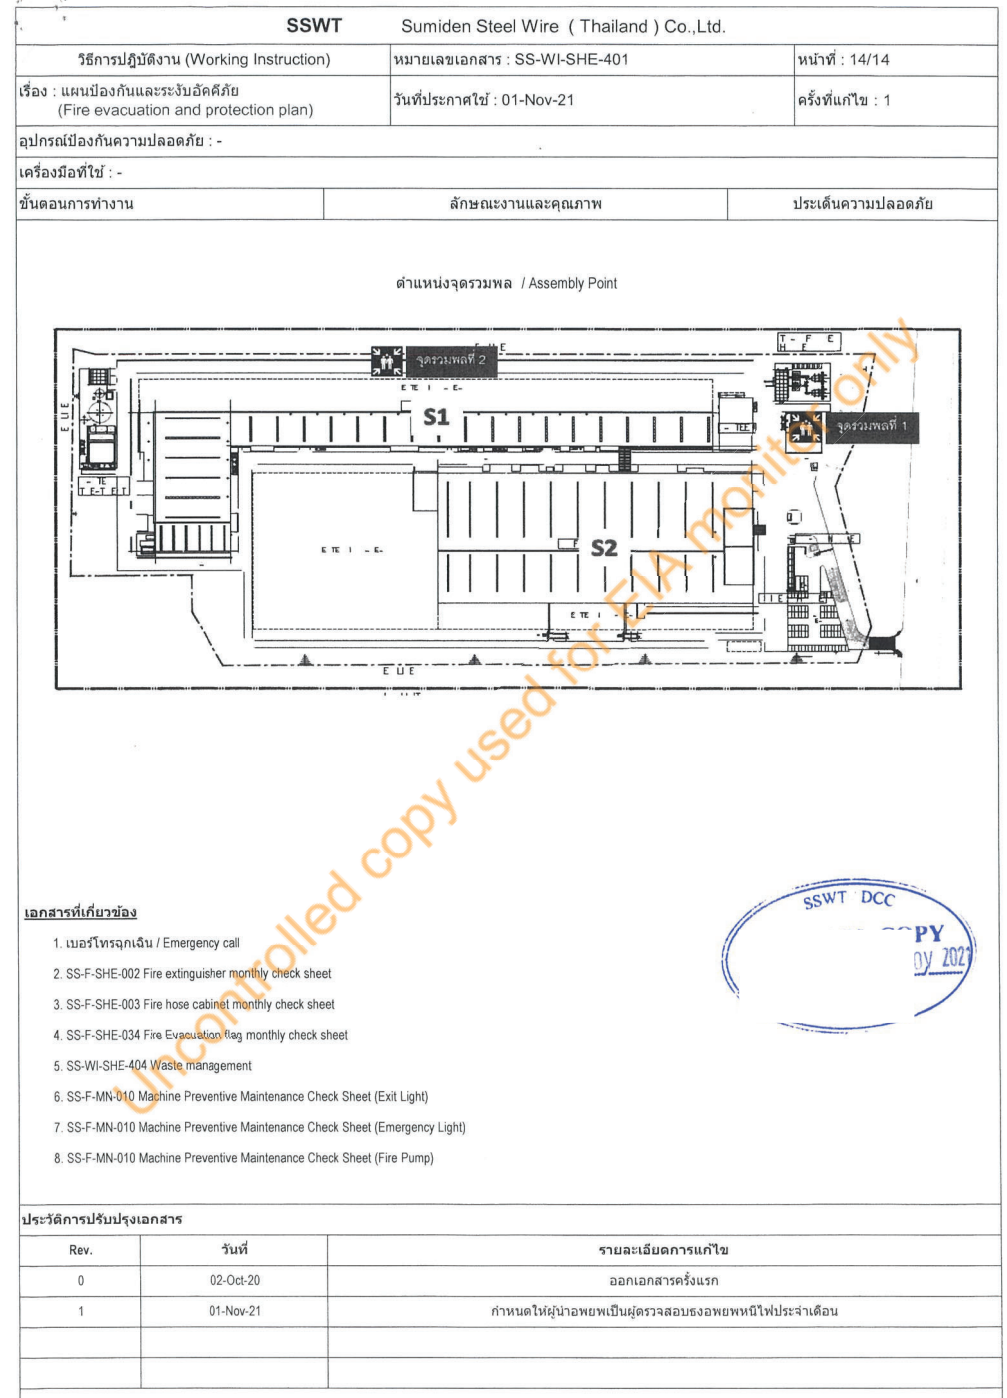 SSWT Sumiden Steel Wire ( Thailand ) Co.,Ltd.
วิธีการปฎิบัติงาน (Working Instruction) หมายเลขเอกสาร : SS-WI-SHE-401 หน้าที่ : 14/14
เรื่อง : แผนป้องกันและระงับอัคคีภัย
(Fire evacuation and protection plan) วันที่ประกาศใช้ : 01-Nov-21 ครั้งที่แก้ไข : 1
อุปกรณ์ป้องกันความปลอดภัย : -
เครื่องมือที่ใช้ : -
ขั้นตอนการทำงาน ลักษณะงานและคุณภาพ ประเด็นความปลอดภัย
ตำแหน่งจุดรวมพล / Assembly Point
จุดรวมพลที่ 2
S1
จุดรวมพลที่ 1
S2
Uncontrolled copy used for EIA monitor only
เอกสารที่เกี่ยวข้อง
1. เบอร์โทรฉุกเฉิน / Emergency call
2. SS-F-SHE-002 Fire extinguisher monthly check sheet
3. SS-F-SHE-003 Fire hose cabinet monthly check sheet
4. SS-F-SHE-034 Fire Evacuation flag monthly check sheet
5. SS-WI-SHE-404 Waste management
6. SS-F-MN-010 Machine Preventive Maintenance Check Sheet (Exit Light)
7. SS-F-MN-010 Machine Preventive Maintenance Check Sheet (Emergency Light)
8. SS-F-MN-010 Machine Preventive Maintenance Check Sheet (Fire Pump)
SSWT DCC
2021
ประวัติการปรับปรุงเอกสาร
Rev. วันที่ รายละเอียดการแก้ไข
0 02-Oct-20 ออกเอกสารครั้งแรก
1 01-Nov-21 กำหนดให้ผู้นำอพยพเป็นผู้ตรวจสอบธงอพยพหนีไฟประจำเดือน